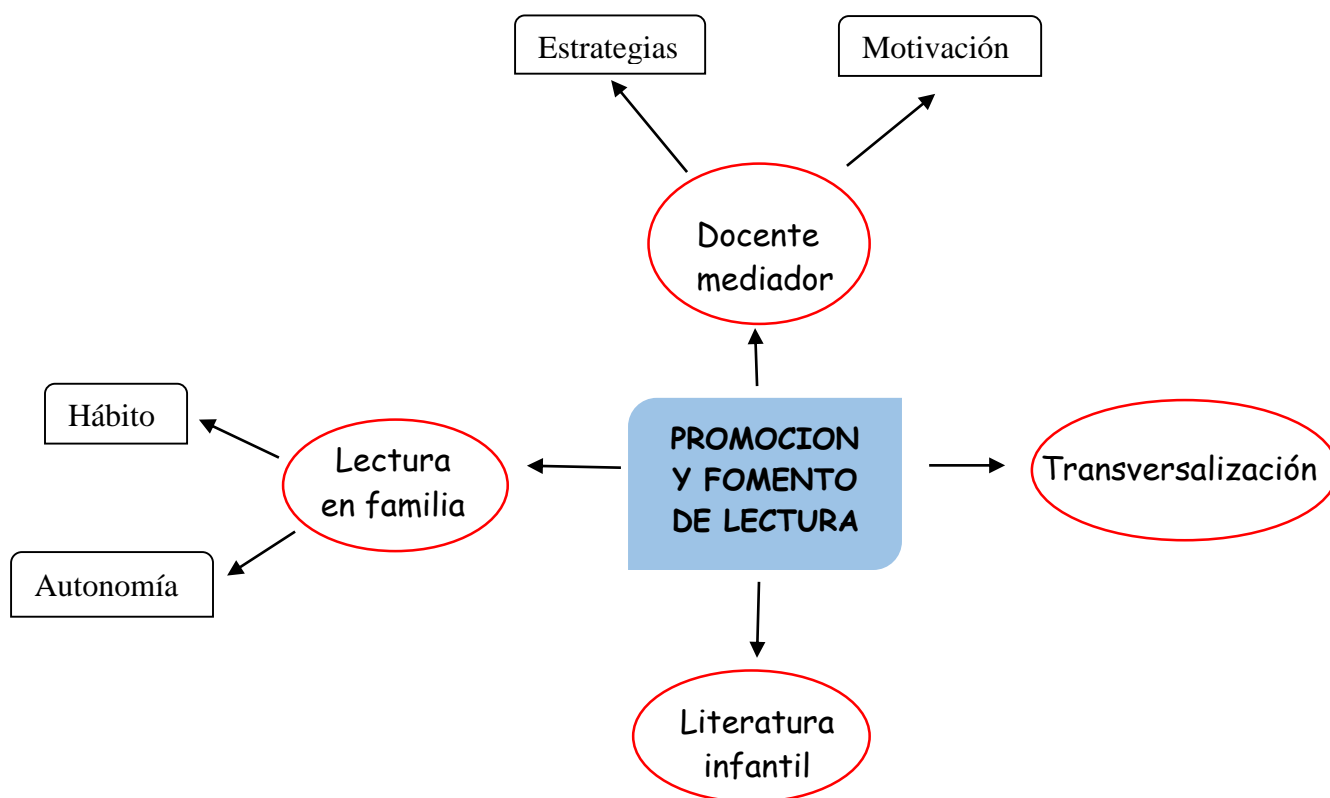 Estrategias
Motivación
Docente
mediador
Hábito
Lectura
en familia
Autonomía
PROMOCION
Y FOMENTO
DE LECTURA
Transversalización
Literatura
infantil